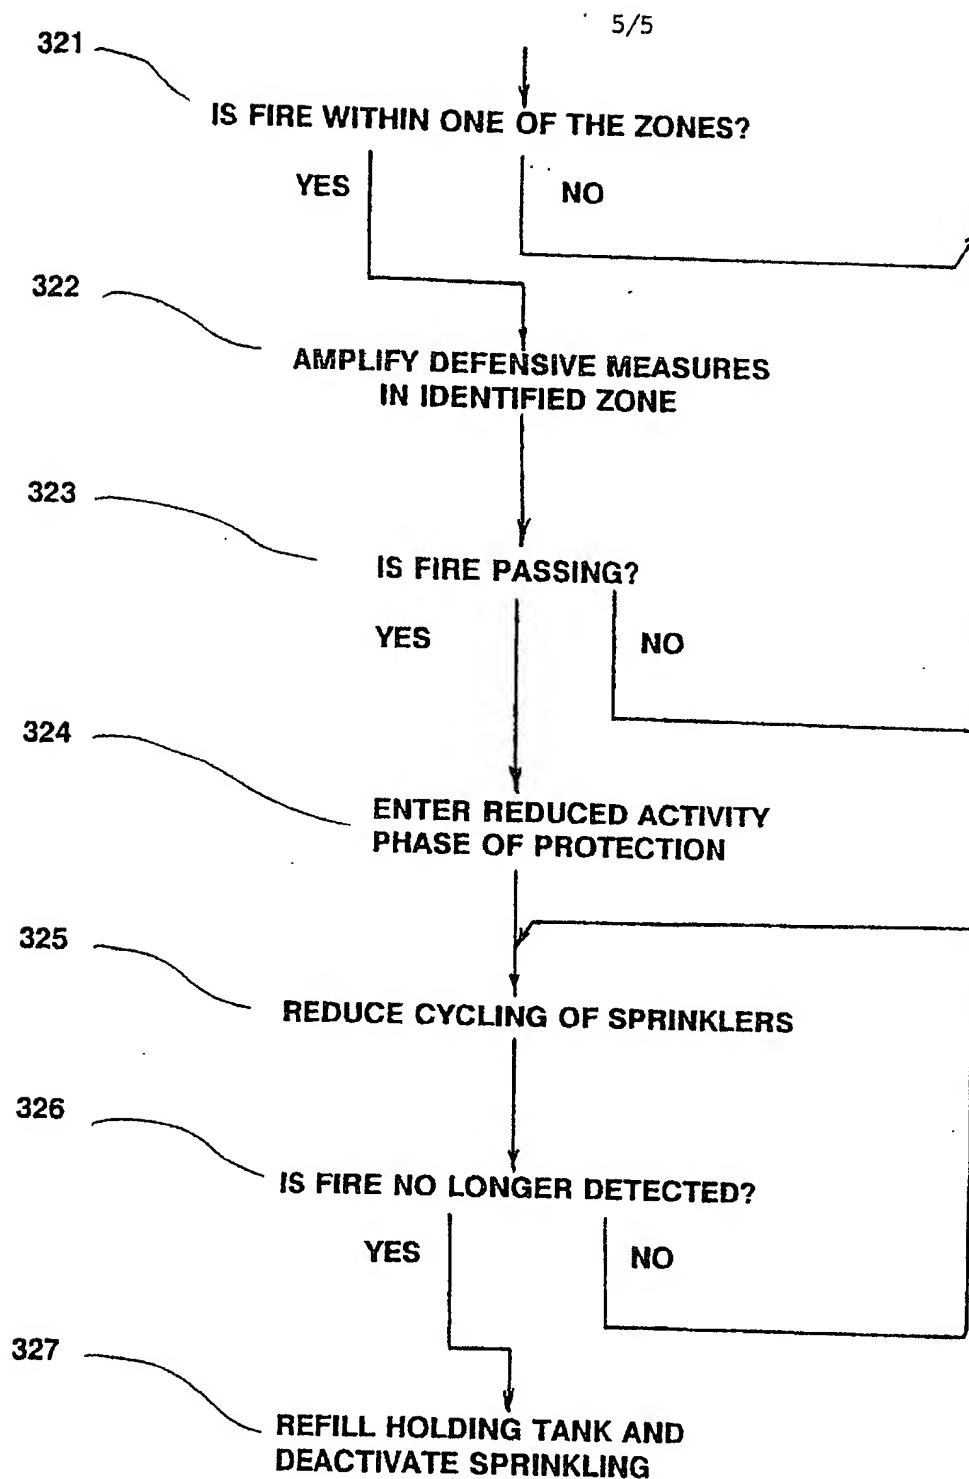 5/5
321
IS FIRE WITHIN ONE OF THE ZONES?
YES
NO
322
AMPLIFY DEFENSIVE MEASURES
IN IDENTIFIED ZONE
323
IS FIRE PASSING?
YES
NO
324
ENTER REDUCED ACTIVITY
PHASE OF PROTECTION
325
REDUCE CYCLING OF SPRINKLERS
326
IS FIRE NO LONGER DETECTED?
YES
NO
327
REFILL HOLDING TANK AND
DEACTIVATE SPRINKLING